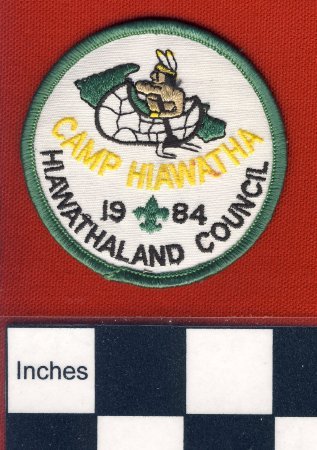 CAMP HIAWATHA
19 84
HIAWATHALAND COUNCIL
Inches